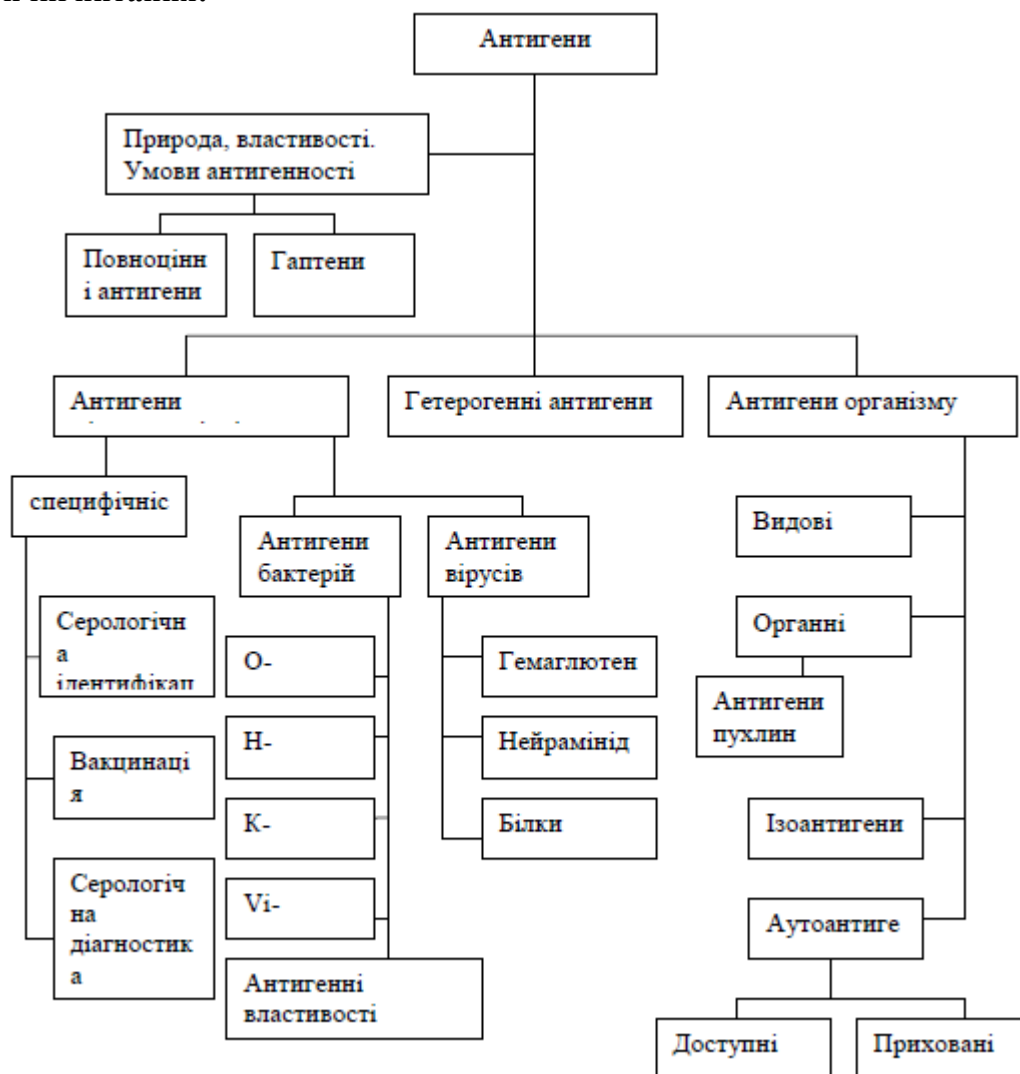 Антигени
Природа, властивості.
Умови антигенності
Повноцінн
і антигени
Гаптени
Антигени
Гетерогенні антигени
Антигени організму
специфічніс
Антигени
бактерій
Антигени
вірусів
Видові
Серологічн
а
ідентифікац
О-
Гемаглютен
Органні
Антигени
пухлин
Н-
Нейрамінід
Вакцинаці
я
К-
Білки
Ізоантигени
Серологіч
на
діагностик
а
Vi-
Аутоантиге
Антигенні
властивості
Доступні
Приховані